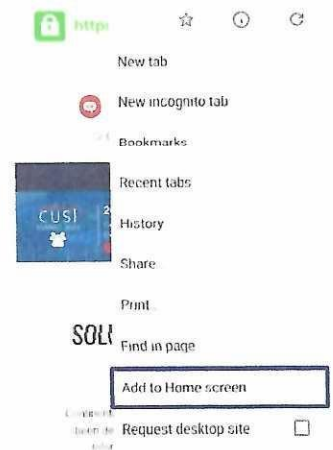 http
New tab
New incognito tab
Bookmarks
Recent tabs
CUSI
History
Share
Print...
SOLU
Find in page
Add to Home screen
Request desktop site